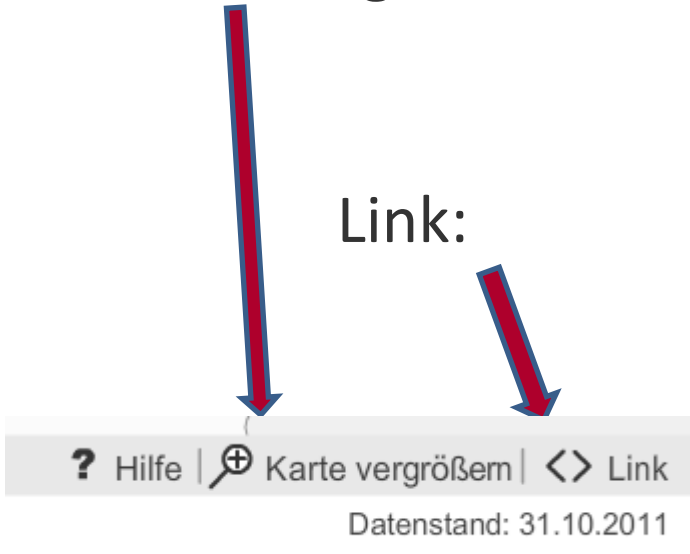 Link:
? Hilfe | Karte vergrößern | <> Link
Datenstand: 31.10.2011